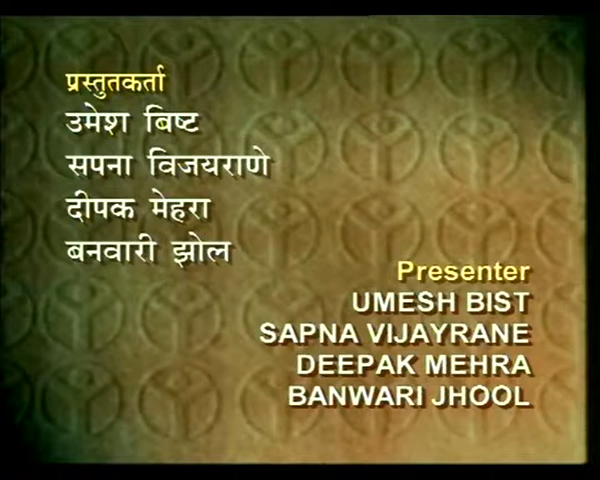 प्रस्तुतकर्ता
उमेश बिष्ट
सपना विजयराणे
दीपक मेहरा
बनवारी झोल
Presenter
UMESH BIST
SAPNA VIJAYRANE
DEEPAK MEHRA
BANWARI JHOOL